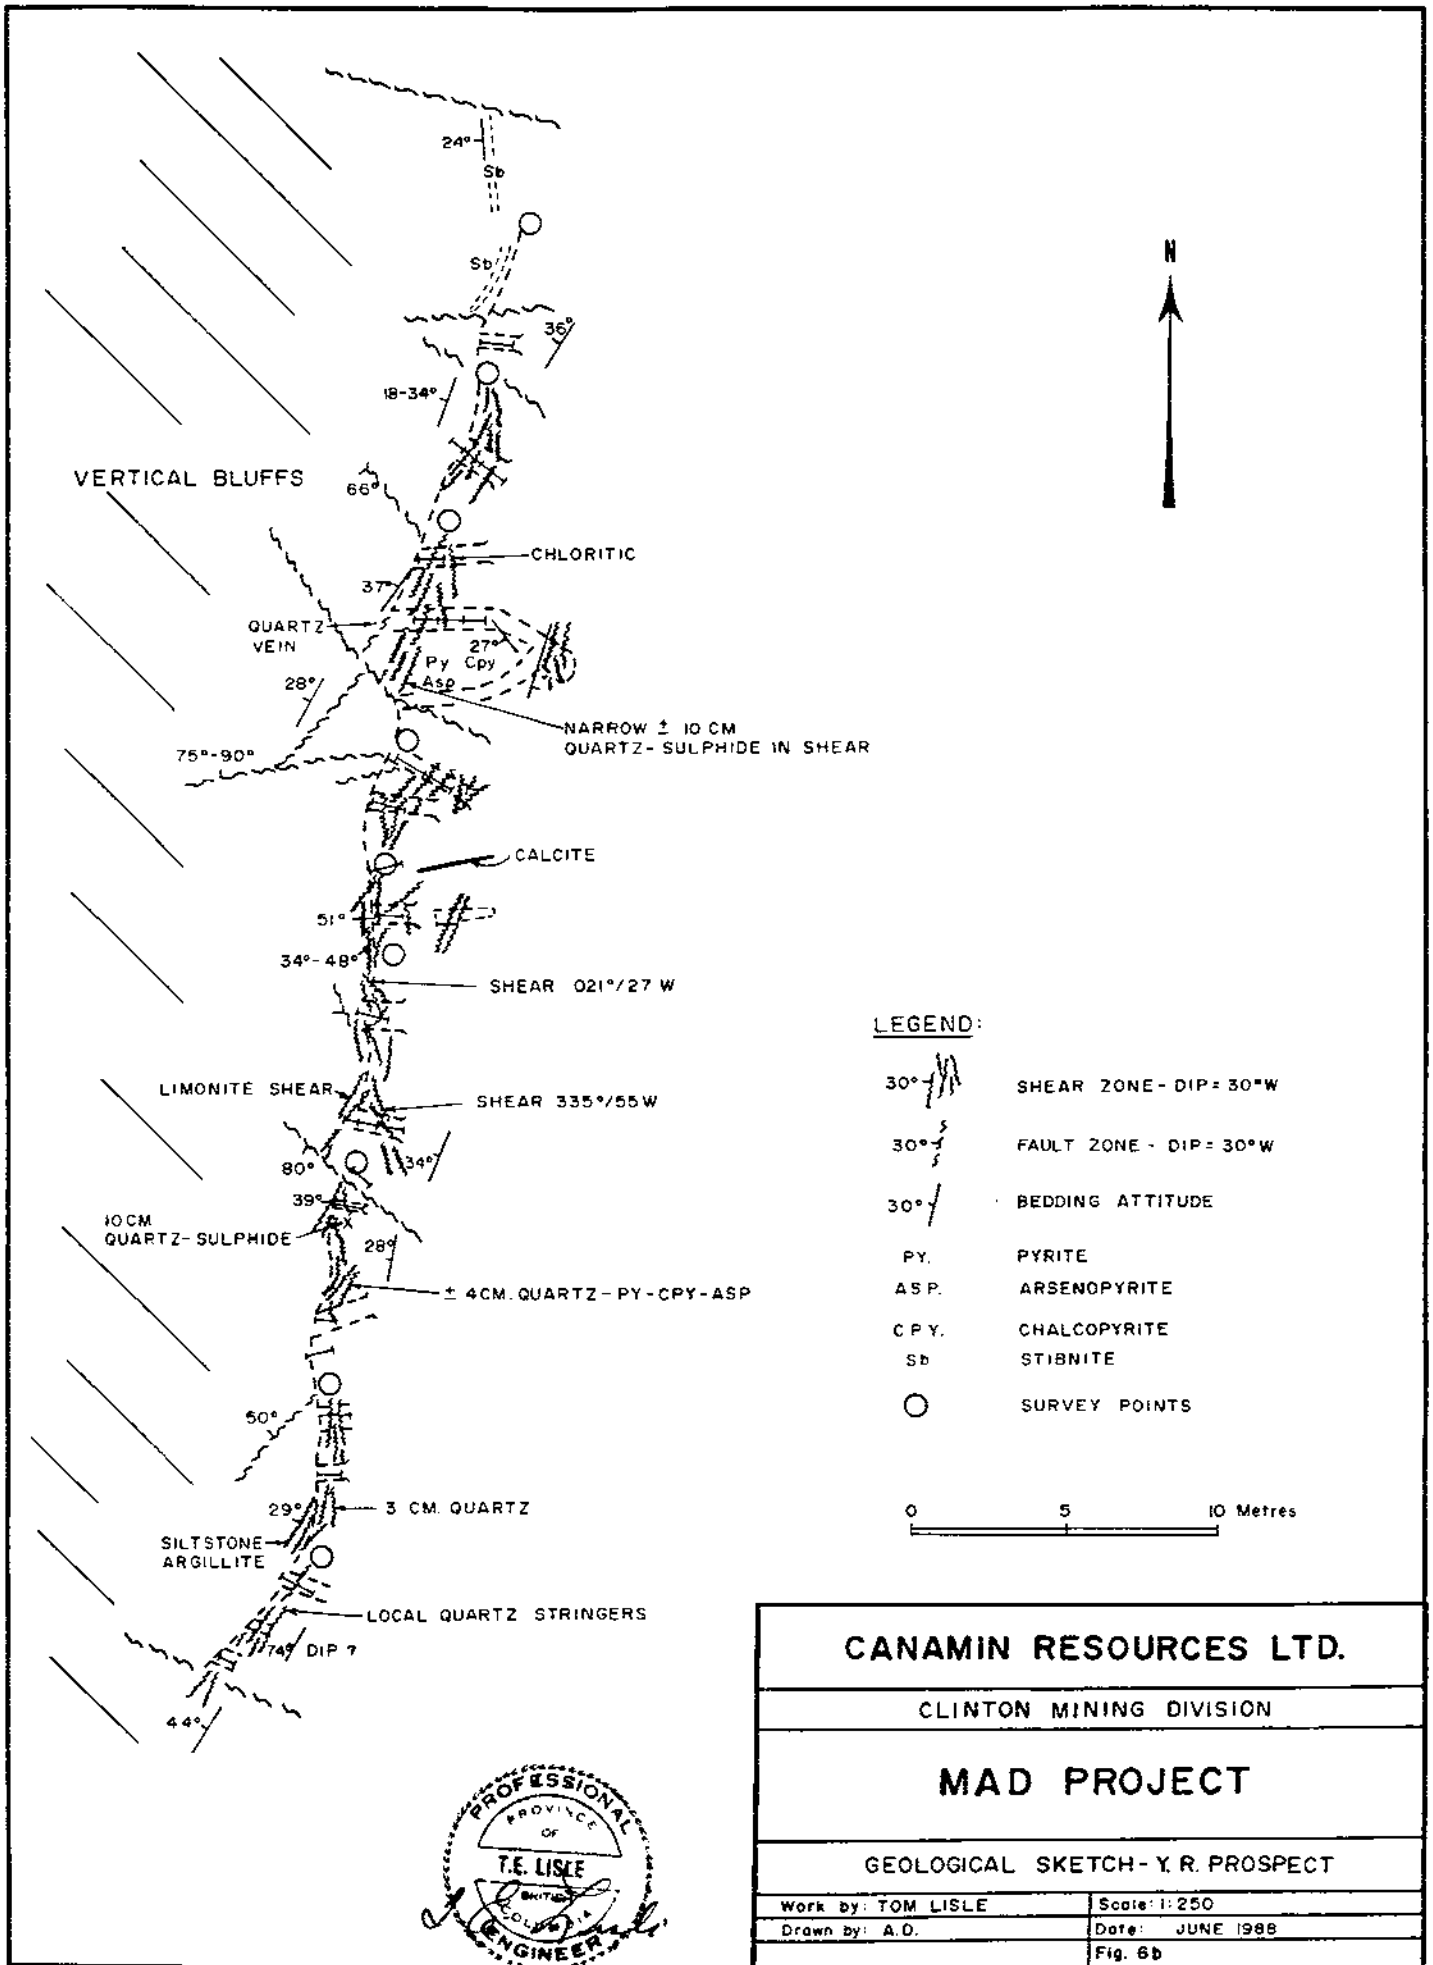 24°
Sb
Sb
N
36°
18-34°
VERTICAL BLUFFS
66°
CHLORITIC
37°
QUARTZ
VEIN
27°
Py Cpy
Asp
28°
NARROW ± 10 CM
QUARTZ-SULPHIDE IN SHEAR
75°-90°
CALCITE
51°
34°-48°
SHEAR 021°/27 W
LIMONITE SHEAR
SHEAR 335°/55W
80°
34°
39°
10CM
QUARTZ-SULPHIDE
28°
± 4CM. QUARTZ-PY-CPY-ASP
50°
29°
3 CM. QUARTZ
SILTSTONE
ARGILLITE
LOCAL QUARTZ STRINGERS
74° DIP ?
44°
LEGEND:
30° SHEAR ZONE - DIP = 30°W
30° FAULT ZONE - DIP = 30°W
30° BEDDING ATTITUDE
PY. PYRITE
ASP. ARSENOPYRITE
CPY. CHALCOPYRITE
Sb STIBNITE
SURVEY POINTS
0 5 10 Metres
PROFESSIONAL
PROVINCE
OF
T.E. LISLE
BRITISH
COLUMBIA
ENGINEER
CANAMIN RESOURCES LTD.
CLINTON MINING DIVISION
MAD PROJECT
GEOLOGICAL SKETCH - Y. R. PROSPECT
Work by: TOM LISLE
Scale: 1:250
Drawn by: A.D.
Date: JUNE 1988
Fig. 6b